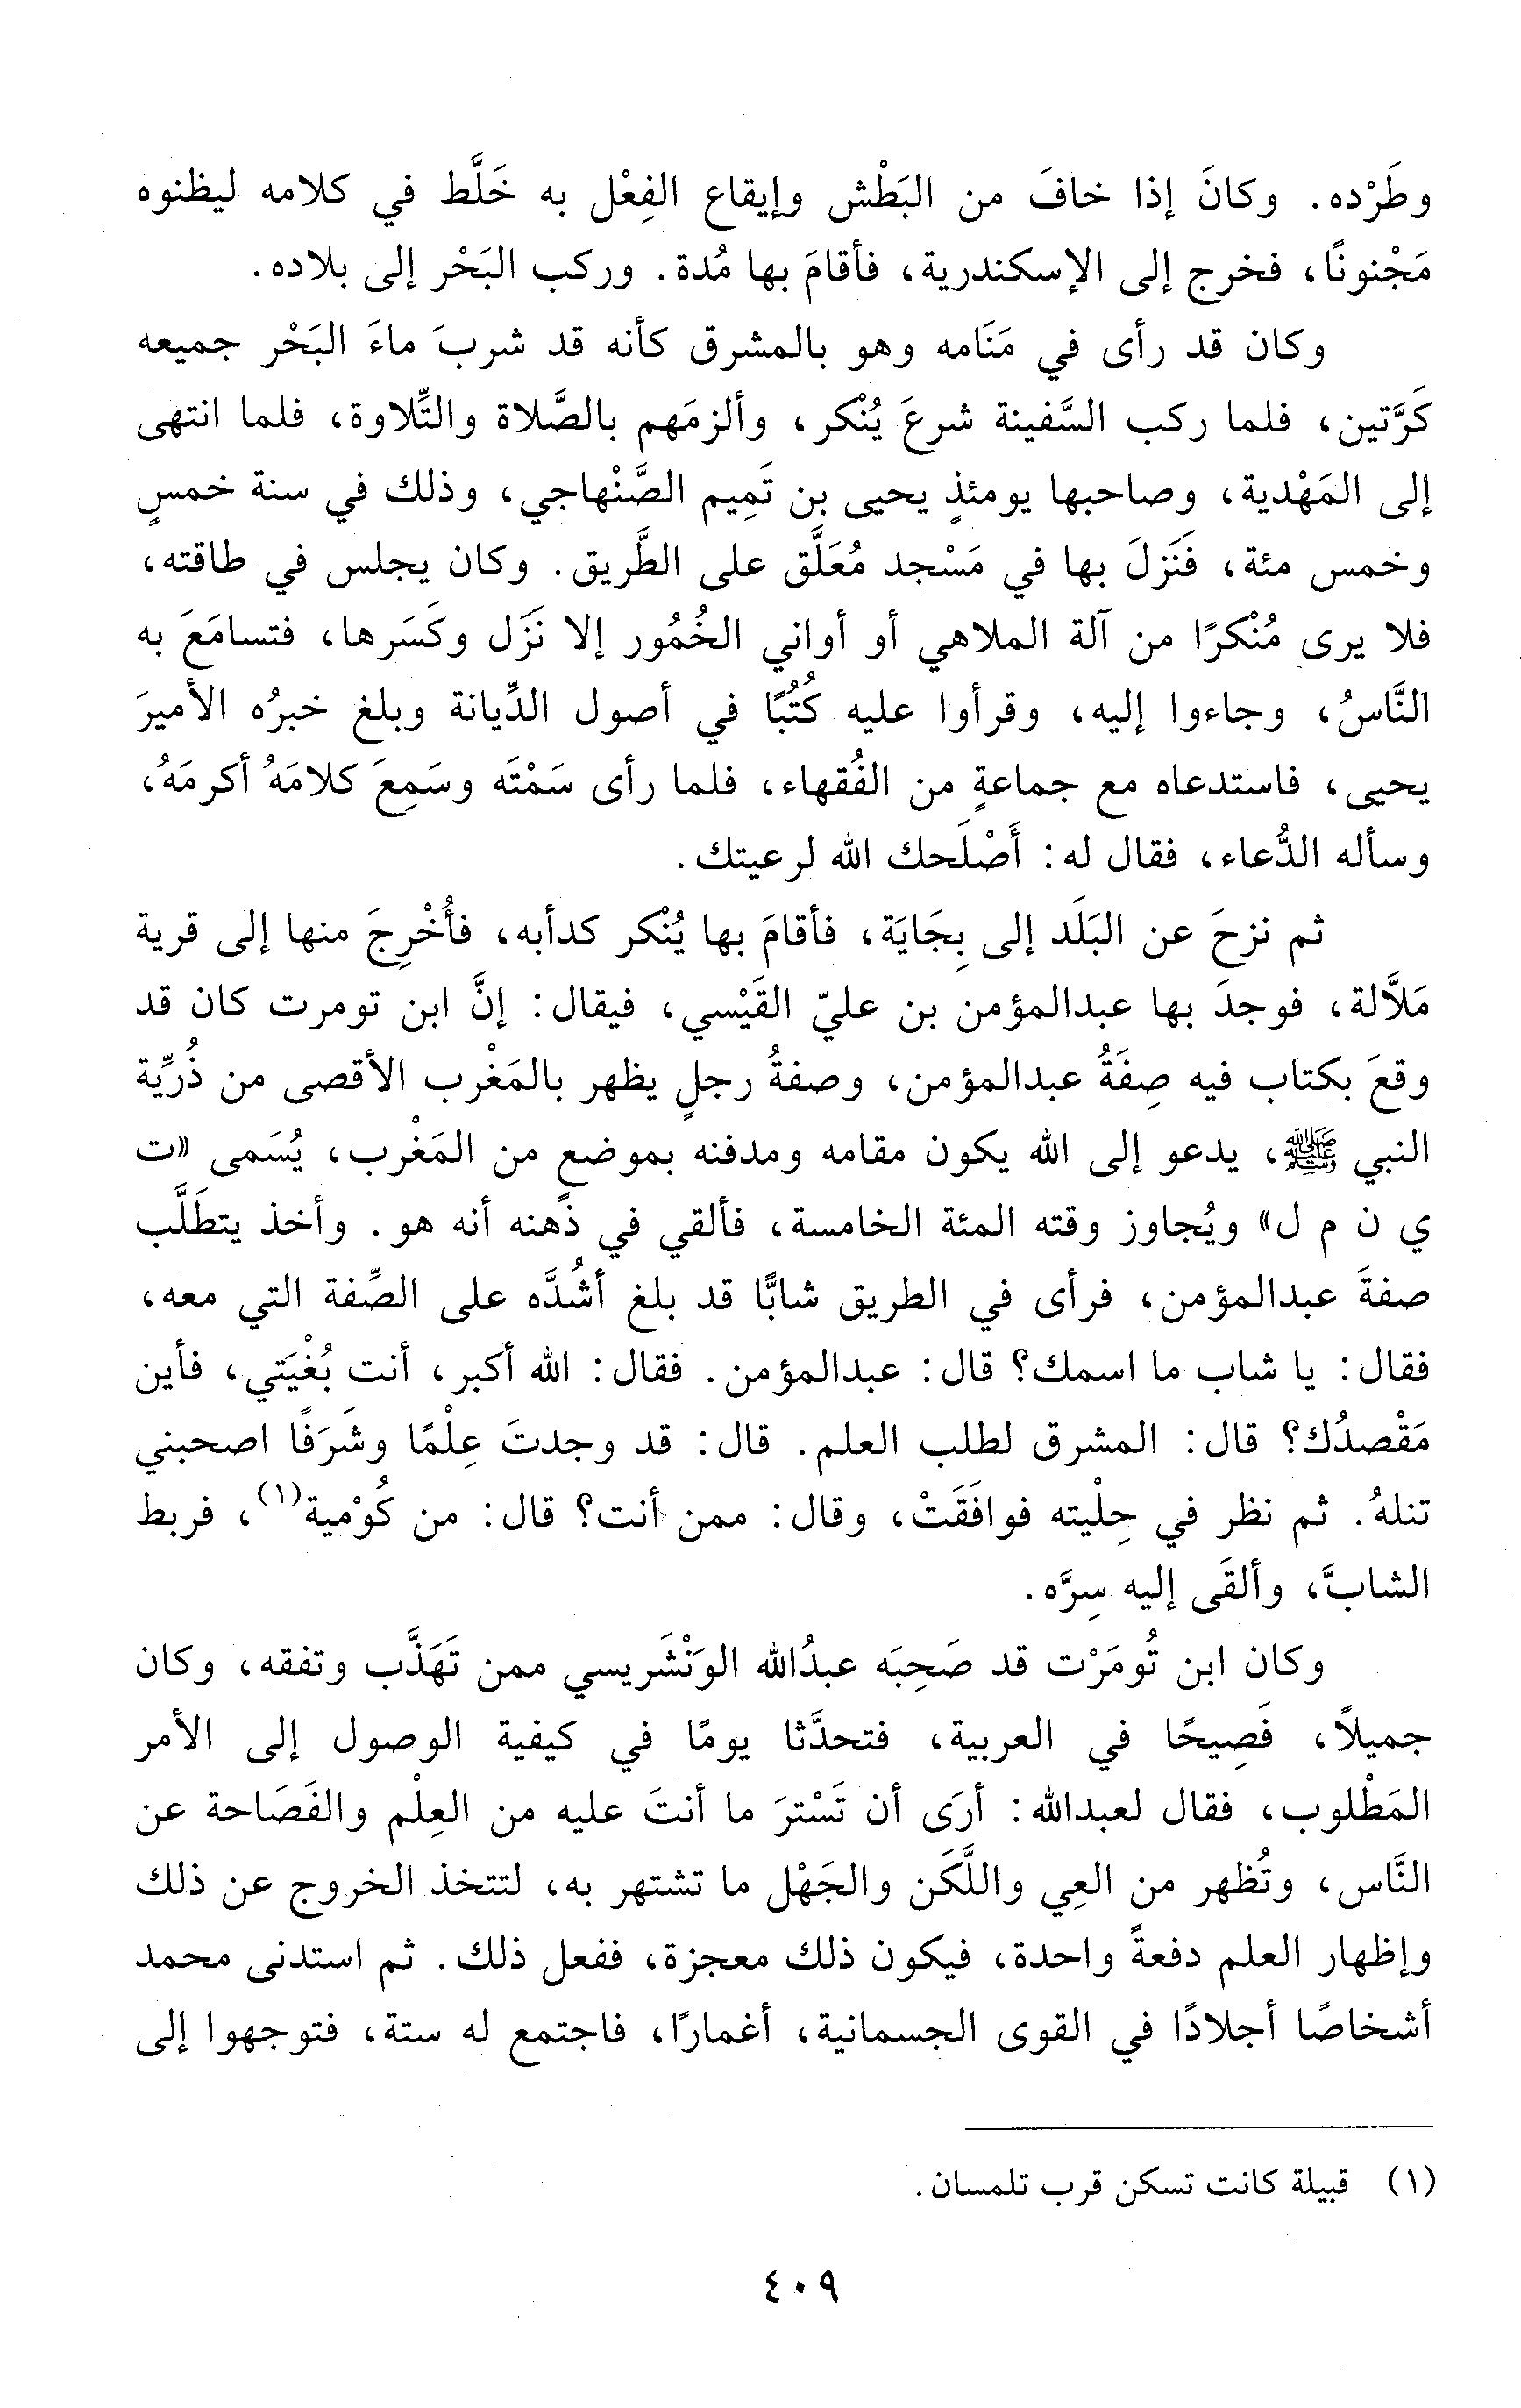 وطَرْده. وكانَ إذا خافَ من البَطْش وإيقاع الفِعْل به خَلَّط في كلامه ليظنوه
مَجْنونًا، فخرج إلى الإسكندرية، فأقامَ بها مُدة. وركب البَحْر إلى بلاده.
وكان قد رأى في مَنَامه وهو بالمشرق كأنه قد شربَ ماءَ البَحْر جميعه
كَرَّتين، فلما ركب السَّفينة شرعَ يُنْكر، وألزمَهم بالصَّلاة والتِّلاوة، فلما انتهى
إلى المَهْدية، وصاحبها يومئذٍ يحيى بن تَمِيم الصَّنْهاجي، وذلك في سنة خمسٍ
وخمس مئة، فَنَزلَ بها في مَسْجد مُعَلَّق على الطَّريق. وكان يجلس في طاقته،
فلا يرى مُنْكرًا من آلة الملاهي أو أواني الخُمُور إلا نَزَل وكَسَرها، فتسامَعَ به
النَّاسُ، وجاءوا إليه، وقرأوا عليه كُتُبًا في أصول الدِّيانة وبلغ خبرُه الأميرَ
يحيى، فاستدعاه مع جماعةٍ من الفُقهاء، فلما رأى سَمْتَه وسَمِعَ كلامَهُ أكرمَهُ،
وسأله الدُّعاء، فقال له: أَصْلَحك الله لرعيتك.
ثم نزحَ عن البَلَد إلى بِجَايَة، فأقامَ بها يُنْكر كدأبه، فأُخْرِجَ منها إلى قرية
مَلاَّلة، فوجدَ بها عبدالمؤمن بن عليّ القَيْسي، فيقال: إنَّ ابن تومرت كان قد
وقعَ بكتاب فيه صِفَةُ عبدالمؤمن، وصفةُ رجلٍ يظهر بالمَغْرب الأقصى من ذُرِّية
النبي ﷺ، يدعو إلى الله يكون مقامه ومدفنه بموضعٍ من المَغْرب، يُسَمى «ت
ي ن م ل» ويُجاوز وقته المئة الخامسة، فألقي في ذهنه أنه هو. وأخذ يتطَلَّب
صفةَ عبدالمؤمن، فرأى في الطريق شابًّا قد بلغ أشُدَّه على الصِّفة التي معه،
فقال: يا شاب ما اسمك؟ قال: عبدالمؤمن. فقال: الله أكبر، أنت بُغْيَتي، فأين
مَقْصدُك؟ قال: المشرق لطلب العلم. قال: قد وجدتَ عِلْمًا وشَرَفًا اصحبني
تنلهُ. ثم نظر في حِلْيته فوافَقَتْ، وقال: ممن أنت؟ قال: من كُوْمية(١)، فربط
الشابَّ، وألقَى إليه سِرَّه.
وكان ابن تُومَرْت قد صَحِبَه عبدُالله الوَنْشَريسي ممن تَهَذَّب وتفقه، وكان
جميلاً، فَصِيحًا في العربية، فتحدَّثا يومًا في كيفية الوصول إلى الأمر
المَطْلوب، فقال لعبدالله: أرَى أن تَسْترَ ما أنتَ عليه من العِلْم والفَصَاحة عن
النَّاس، وتُظهر من العِي واللَّكَن والجَهْل ما تشتهر به، لتتخذ الخروج عن ذلك
وإظهار العلم دفعةً واحدة، فيكون ذلك معجزة، ففعل ذلك. ثم استدنى محمد
أشخاصًا أجلادًا في القوى الجسمانية، أغمارًا، فاجتمع له ستة، فتوجهوا إلى
(١) قبيلة كانت تسكن قرب تلمسان.
٤٠٩